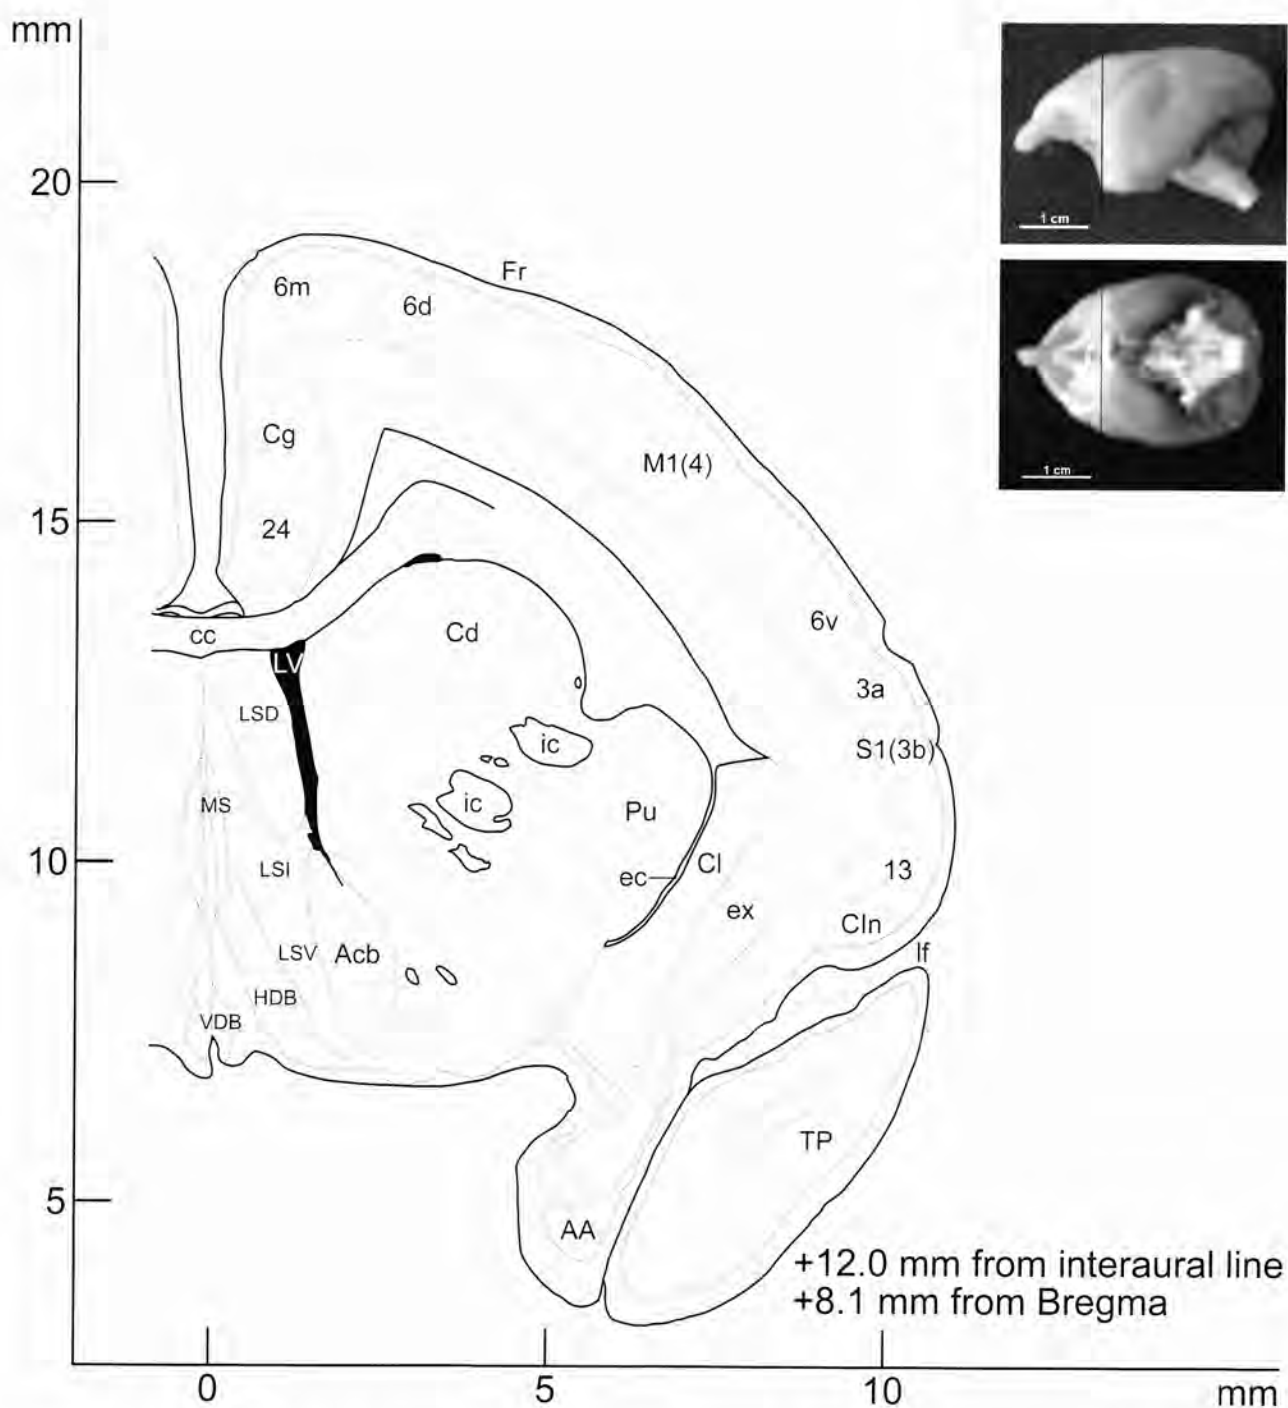 mm
1 cm
20
Fr
6m
6d
1 cm
Cg
M1(4)
15
24
6v
cc
Cd
LV
3a
LSD
S1(3b)
ic
MS
ic
Pu
10
Cl
LSI
ec
13
ex
Cln
LSV
Acb
lf
HDB
VDB
TP
5
AA
+12.0 mm from interaural line
+8.1 mm from Bregma
0
5
10
mm